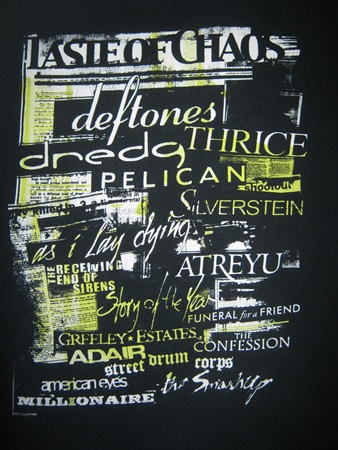 TASTE OF CHAOS
deftones
dredg THRICE
PELICAN
shootout
SILVERSTEIN
as i lay dying
THE RECEIVING END OF SIRENS
ATREYU
Story of the Year
FUNERAL for a FRIEND
GREELEY ESTATES
THE CONFESSION
ADAIR
street drum corps
american eyes
the Smashup
MILLIONAIRE